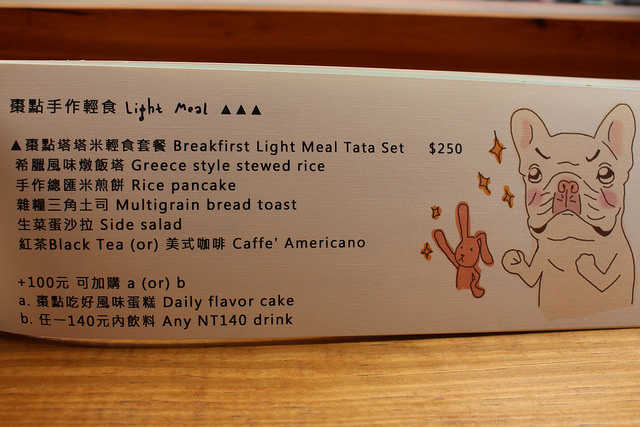 棗點手作輕食 Light Meal ▲▲▲
▲棗點塔塔米輕食套餐 Breakfirst Light Meal Tata Set $250
希臘風味燉飯塔 Greece style stewed rice
手作總匯米煎餅 Rice pancake
雜糧三角土司 Multigrain bread toast
生菜蛋沙拉 Side salad
紅茶Black Tea (or) 美式咖啡 Caffe' Americano
+100元 可加購 a (or) b
a. 棗點吃好風味蛋糕 Daily flavor cake
b. 任一140元內飲料 Any NT140 drink